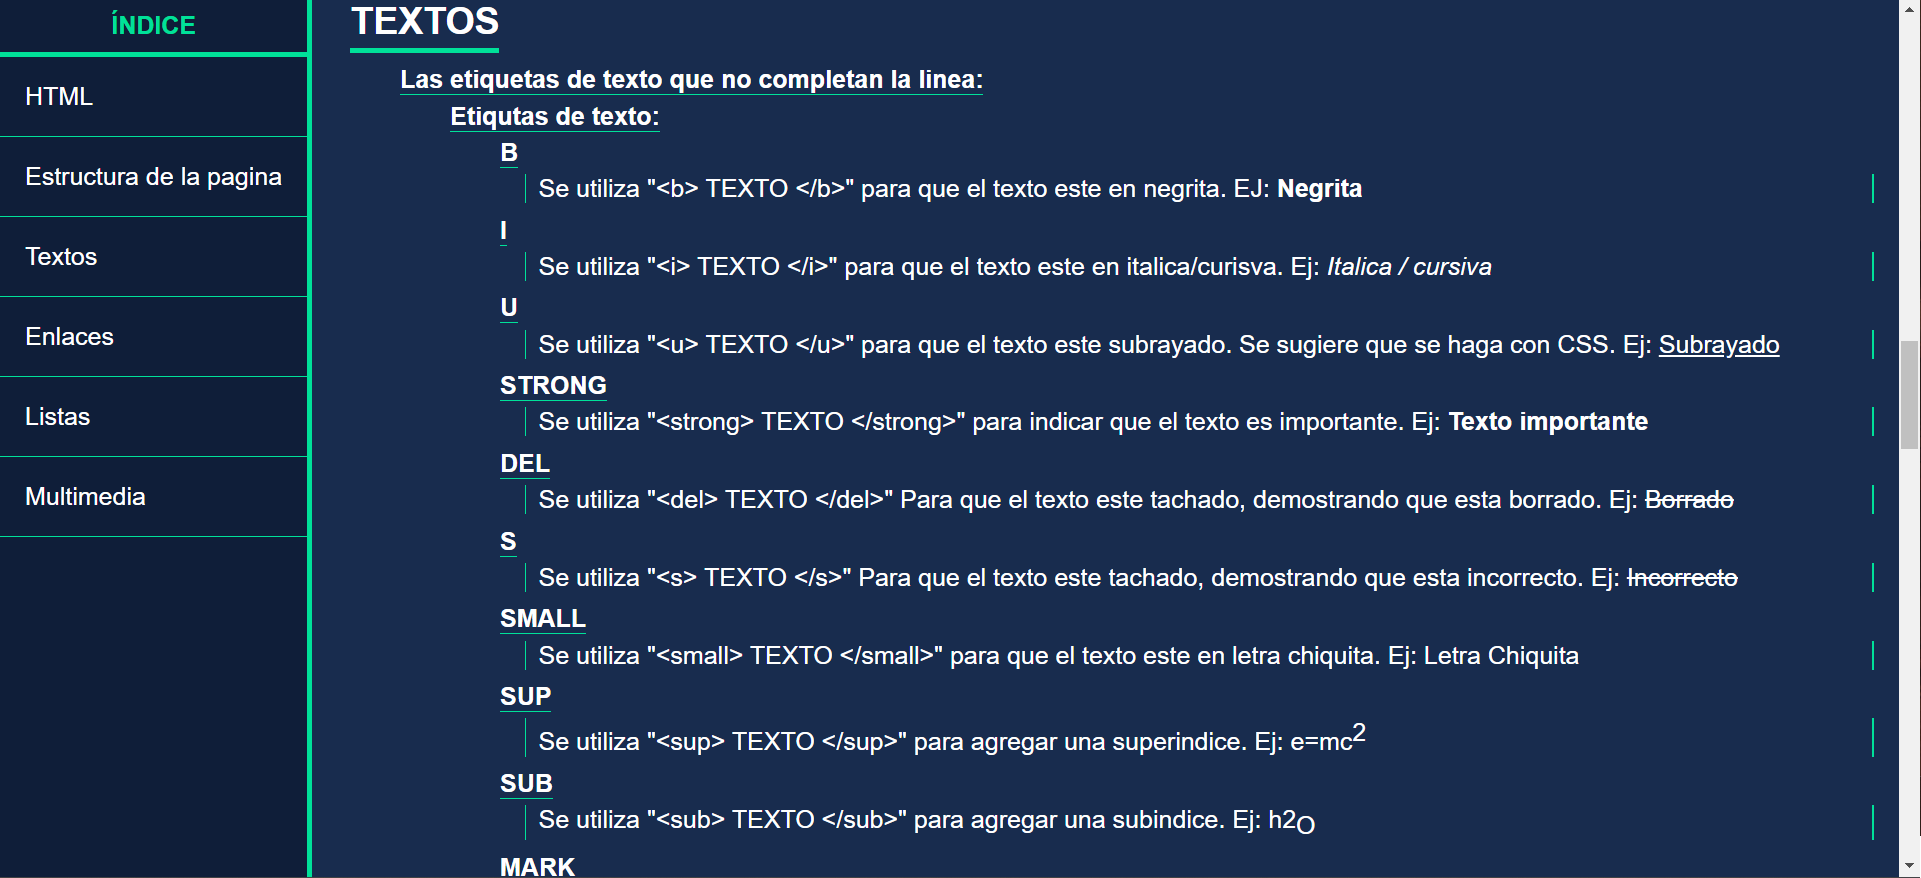 ÍNDICE
HTML
Estructura de la pagina
Textos
Enlaces
Listas
Multimedia
TEXTOS
Las etiquetas de texto que no completan la linea:
Etiqutas de texto:
B
Se utiliza "<b> TEXTO </b>" para que el texto este en negrita. EJ: Negrita
I
Se utiliza "<i> TEXTO </i>" para que el texto este en italica/curisva. Ej: Italica / cursiva
U
Se utiliza "<u> TEXTO </u>" para que el texto este subrayado. Se sugiere que se haga con CSS. Ej: Subrayado
STRONG
Se utiliza "<strong> TEXTO </strong>" para indicar que el texto es importante. Ej: Texto importante
DEL
Se utiliza "<del> TEXTO </del>" Para que el texto este tachado, demostrando que esta borrado. Ej: Borrado
S
Se utiliza "<s> TEXTO </s>" Para que el texto este tachado, demostrando que esta incorrecto. Ej: Incorrecto
SMALL
Se utiliza "<small> TEXTO </small>" para que el texto este en letra chiquita. Ej: Letra Chiquita
SUP
Se utiliza "<sup> TEXTO </sup>" para agregar una superindice. Ej: e=mc²
SUB
Se utiliza "<sub> TEXTO </sub>" para agregar una subindice. Ej: h2O
MARK